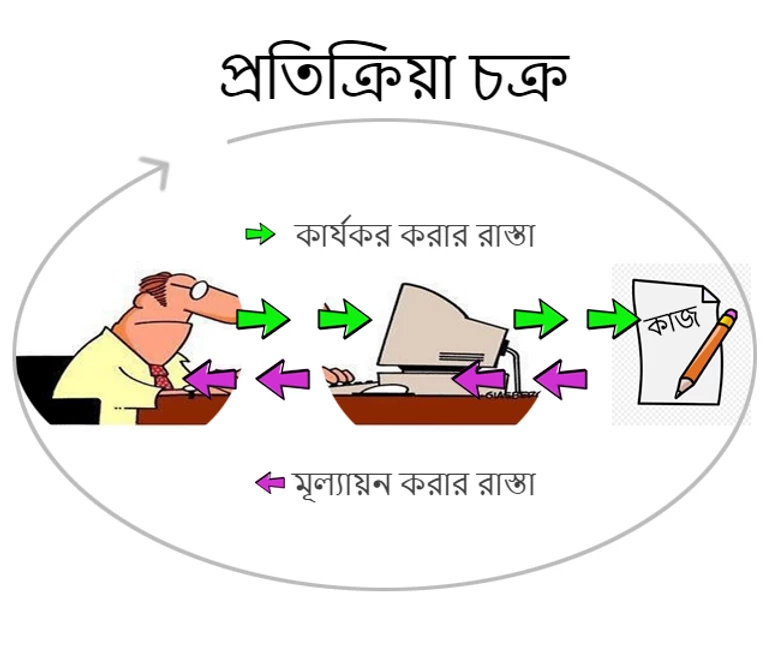 প্রতিক্রিয়া চক্র
কার্যকর করার রাস্তা
কাজ
মূল্যায়ন করার রাস্তা